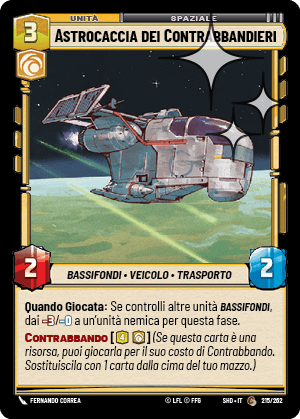 UNITÀ SPAZIALE
3 ASTROCACCIA DEI CONTRABBANDIERI
2 2
BASSIFONDI • VEICOLO • TRASPORTO
Quando Giocata: Se controlli altre unità BASSIFONDI,
dai -3/-0 a un'unità nemica per questa fase.
CONTRABBANDO [4 ] (Se questa carta è una
risorsa, puoi giocarla per il suo costo di Contrabbando.
Sostituiscila con 1 carta dalla cima del tuo mazzo.)
FERNANDO CORREA © LFL © FFG SHD • IT 215/262